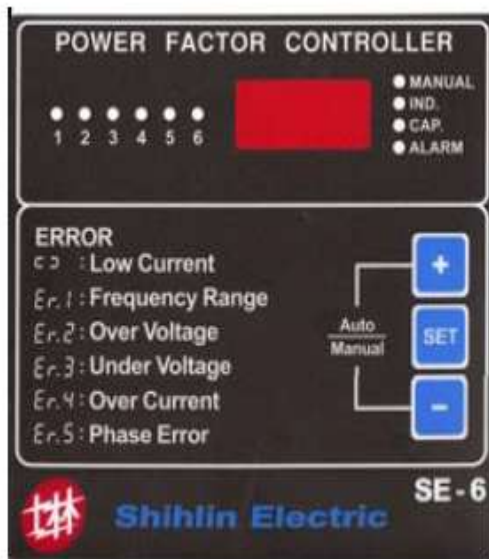 POWER FACTOR CONTROLLER
1 2 3 4 5 6
MANUAL
IND.
CAP.
ALARM
ERROR
⊂ ⊃ : Low Current
Er.1 : Frequency Range
Er.2 : Over Voltage
Er.3 : Under Voltage
Er.4 : Over Current
Er.5 : Phase Error
+
Auto
Manual
SET
-
SE-6
Shihlin Electric